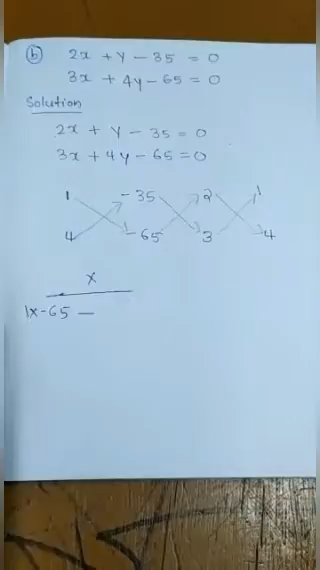 (b) 2x + y - 35 = 0
3x + 4y - 65 = 0
Solution
2x + y - 35 = 0
3x + 4y - 65 = 0
1 -35 2 1
4 -65 3 4
x
1x-65 -